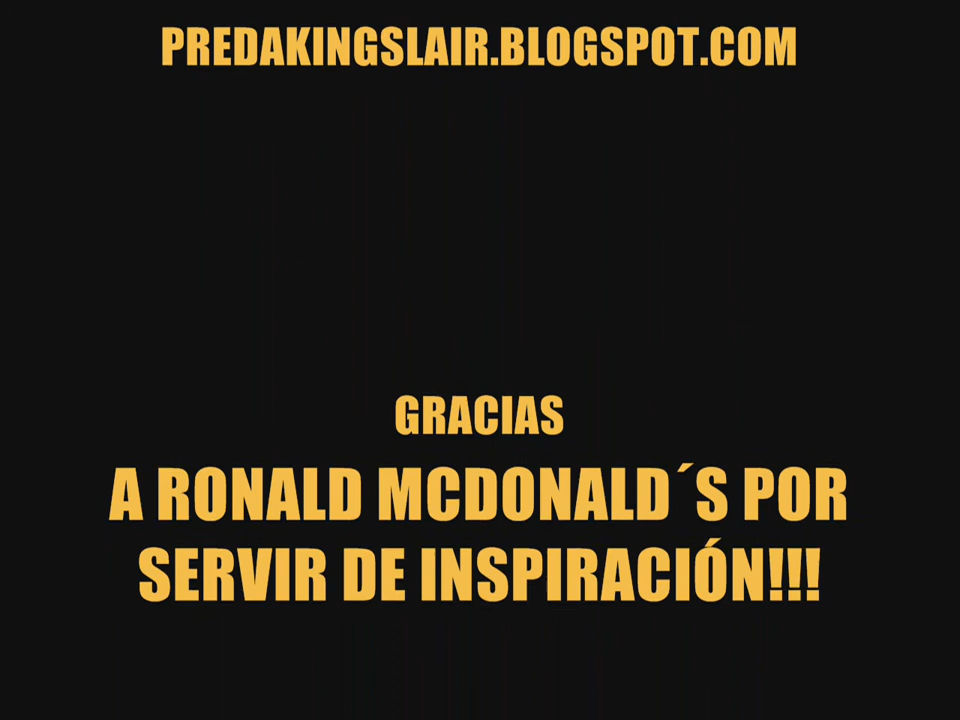 PREDAKINGSLAIR.BLOGSPOT.COM
GRACIAS
A RONALD MCDONALD´S POR
SERVIR DE INSPIRACIÓN!!!